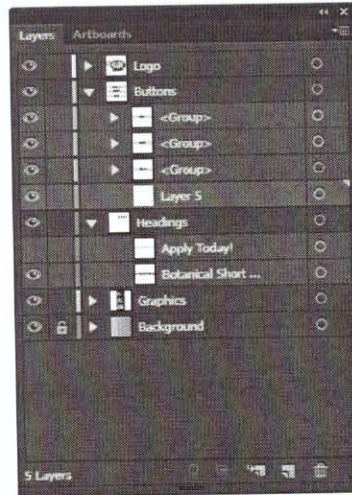 Layers Artboards
Logo
Buttons
<Group>
<Group>
<Group>
Layer 5
Headings
Apply Today!
Botanical Short ...
Graphics
Background
5 Layers